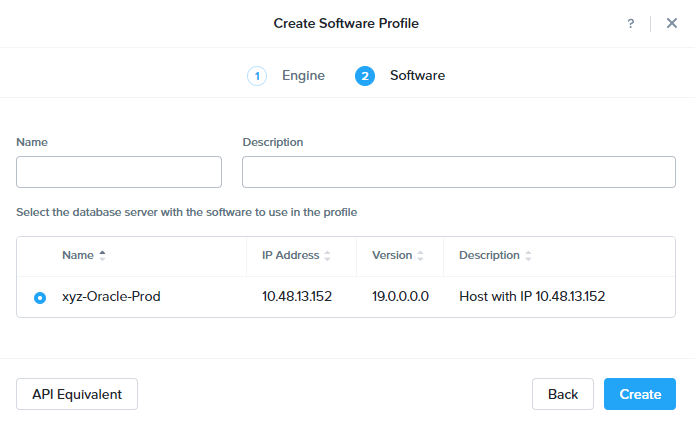 Create Software Profile ?
1 Engine 2 Software
Name Description
Select the database server with the software to use in the profile
Name IP Address Version Description
xyz-Oracle-Prod 10.48.13.152 19.0.0.0.0 Host with IP 10.48.13.152
API Equivalent Back Create